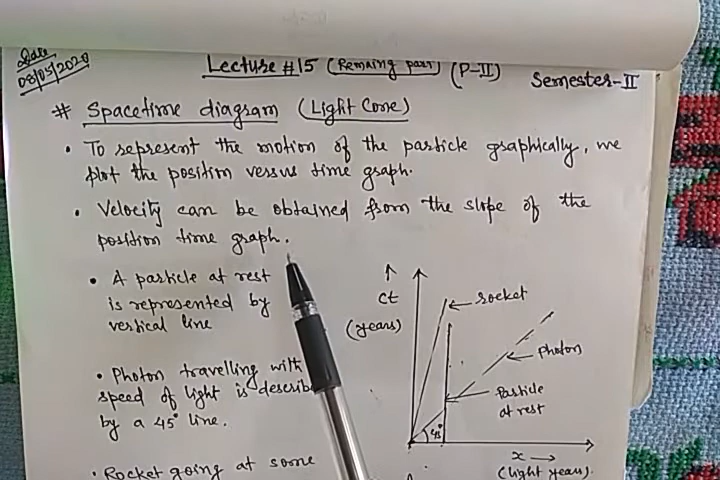 Date
08/05/2020
Lecture #15 (Remaing part) (P-II)
Semester-II
# Spacetime diagram (Light Cone)
• To represent the motion of the particle graphically, we
plot the position versus time graph.
• Velocity can be obtained from the slope of the
position time graph.
• A particle at rest
is represented by
vertical line
↑
ct
(years)
rocket
photon
Particle
at rest
45°
x →
(light years).
• Photon travelling with
speed of light is describe
by a 45° line.
• Rocket going at some